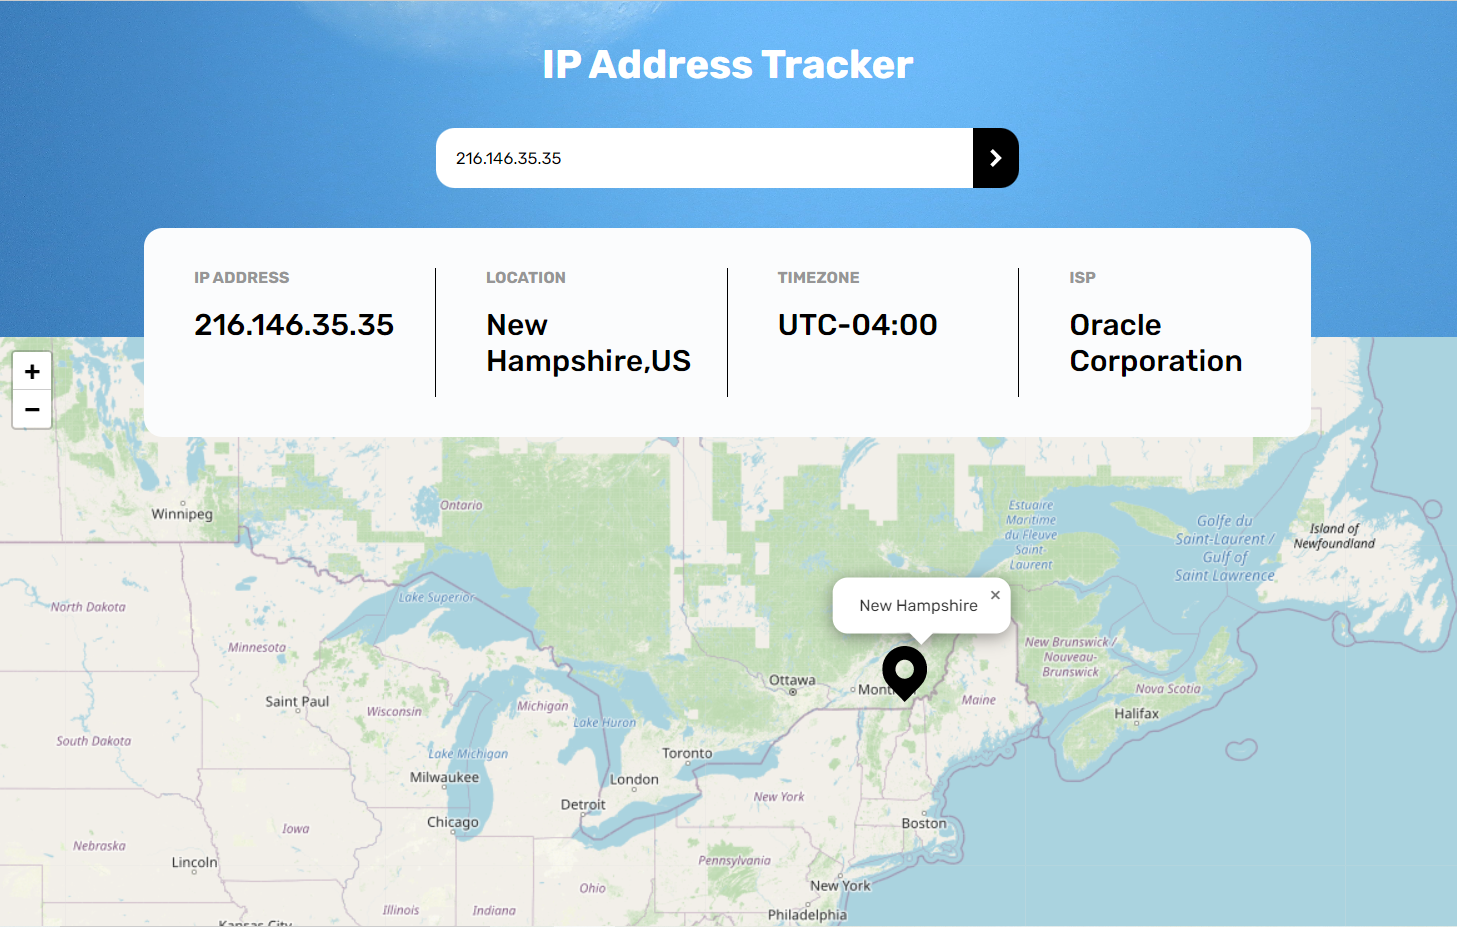 IP Address Tracker
216.146.35.35
IP ADDRESS
216.146.35.35
LOCATION
New
Hampshire,US
TIMEZONE
UTC-04:00
ISP
Oracle
Corporation
+
−
Winnipeg
Ontario
Estuaire
Maritime
du Fleuve
Saint-
Laurent
Golfe du
Saint-Laurent /
Gulf of
Saint Lawrence
Island of
Newfoundland
North Dakota
Lake Superior
New Hampshire
×
Minnesota
New Brunswick /
Nouveau-
Brunswick
Ottawa
Nova Scotia
Saint Paul
Wisconsin
Michigan
Maine
Lake Huron
Halifax
South Dakota
Lake Michigan
Toronto
Milwaukee
London
New York
Detroit
Chicago
Boston
Iowa
Nebraska
Lincoln
Pennsylvania
Ohio
New York
Illinois
Indiana
Philadelphia